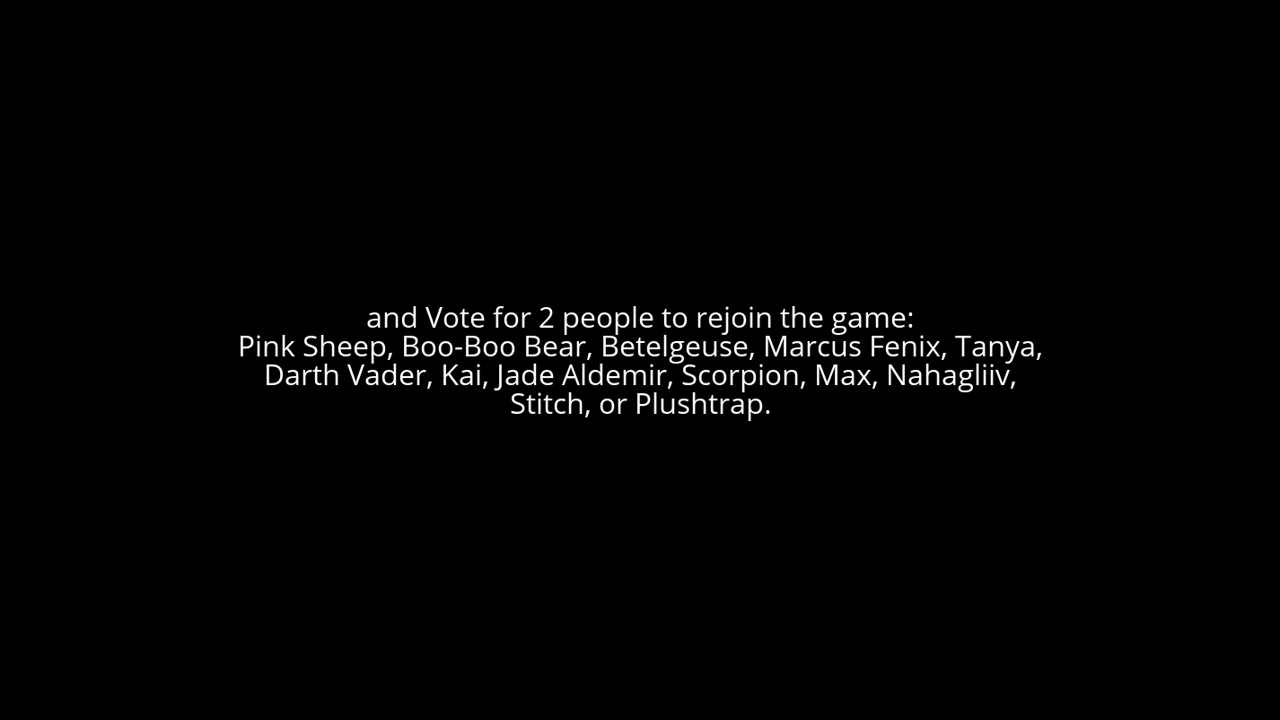 and Vote for 2 people to rejoin the game:
Pink Sheep, Boo-Boo Bear, Betelgeuse, Marcus Fenix, Tanya,
Darth Vader, Kai, Jade Aldemir, Scorpion, Max, Nahagliiv,
Stitch, or Plushtrap.